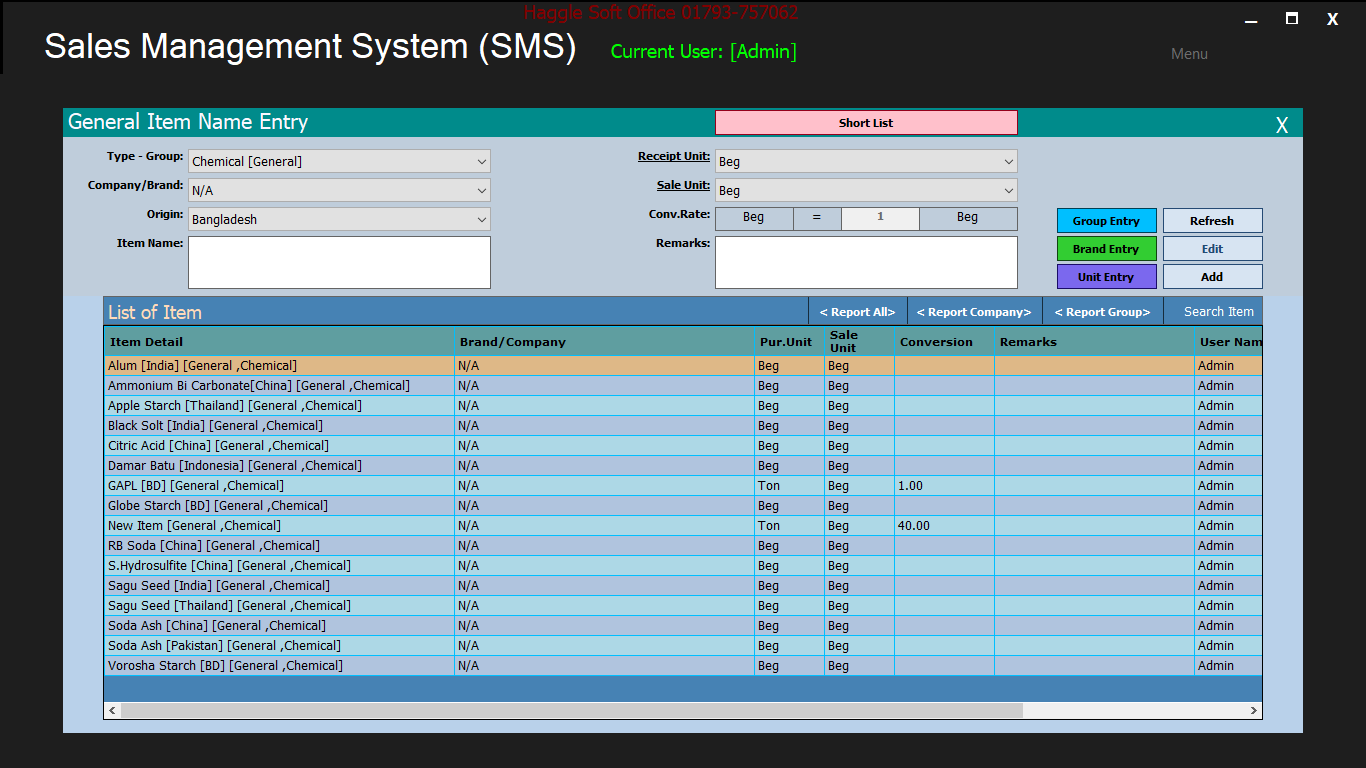 Haggle Soft Office 01793-757062
Sales Management System (SMS) Current User: [Admin] Menu
General Item Name Entry Short List X
Type - Group: Chemical [General] Receipt Unit: Beg
Company/Brand: N/A Sale Unit: Beg
Origin: Bangladesh Conv.Rate: Beg = 1 Beg Group Entry Refresh
Item Name: Remarks: Brand Entry Edit
Unit Entry Add
List of Item < Report All> < Report Company> < Report Group> Search Item
Item Detail Brand/Company Pur.Unit Sale Unit Conversion Remarks User Nam
Alum [India] [General ,Chemical] N/A Beg Beg Admin
Ammonium Bi Carbonate[China] [General ,Chemical] N/A Beg Beg Admin
Apple Starch [Thailand] [General ,Chemical] N/A Beg Beg Admin
Black Solt [India] [General ,Chemical] N/A Beg Beg Admin
Citric Acid [China] [General ,Chemical] N/A Beg Beg Admin
Damar Batu [Indonesia] [General ,Chemical] N/A Beg Beg Admin
GAPL [BD] [General ,Chemical] N/A Ton Beg 1.00 Admin
Globe Starch [BD] [General ,Chemical] N/A Beg Beg Admin
New Item [General ,Chemical] N/A Ton Beg 40.00 Admin
RB Soda [China] [General ,Chemical] N/A Beg Beg Admin
S.Hydrosulfite [China] [General ,Chemical] N/A Beg Beg Admin
Sagu Seed [India] [General ,Chemical] N/A Beg Beg Admin
Sagu Seed [Thailand] [General ,Chemical] N/A Beg Beg Admin
Soda Ash [China] [General ,Chemical] N/A Beg Beg Admin
Soda Ash [Pakistan] [General ,Chemical] N/A Beg Beg Admin
Vorosha Starch [BD] [General ,Chemical] N/A Beg Beg Admin